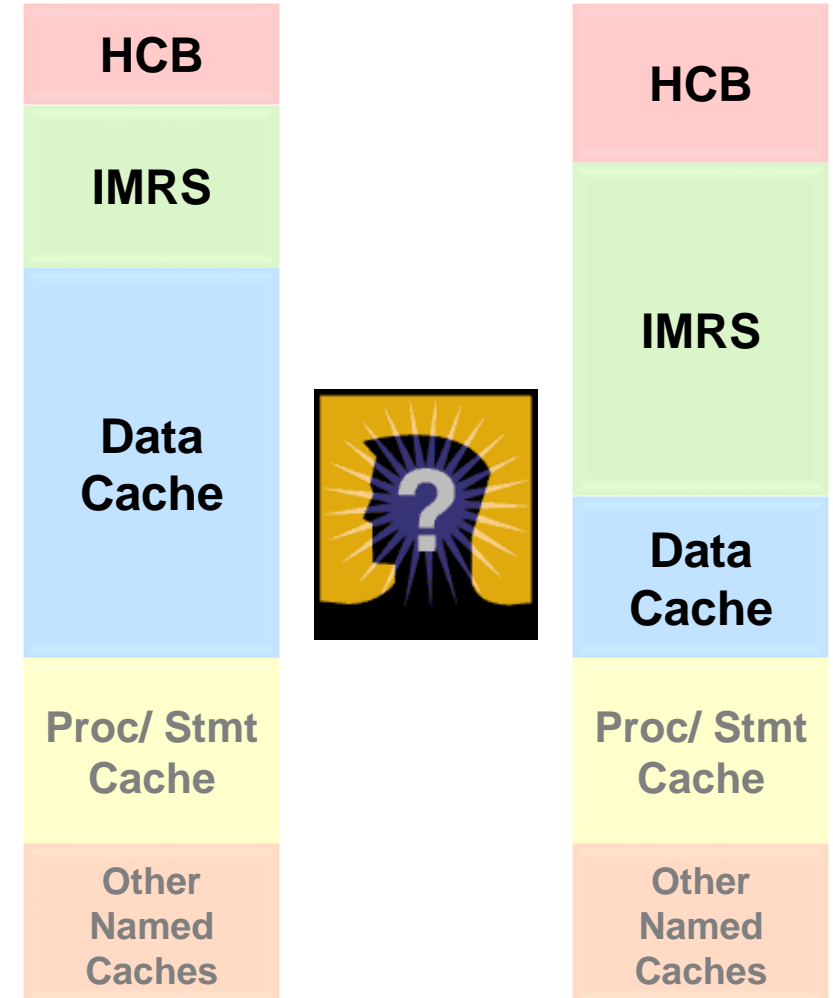 HCB
IMRS
Data
Cache
Proc/ Stmt
Cache
Other
Named
Caches
?
HCB
IMRS
Data
Cache
Proc/ Stmt
Cache
Other
Named
Caches